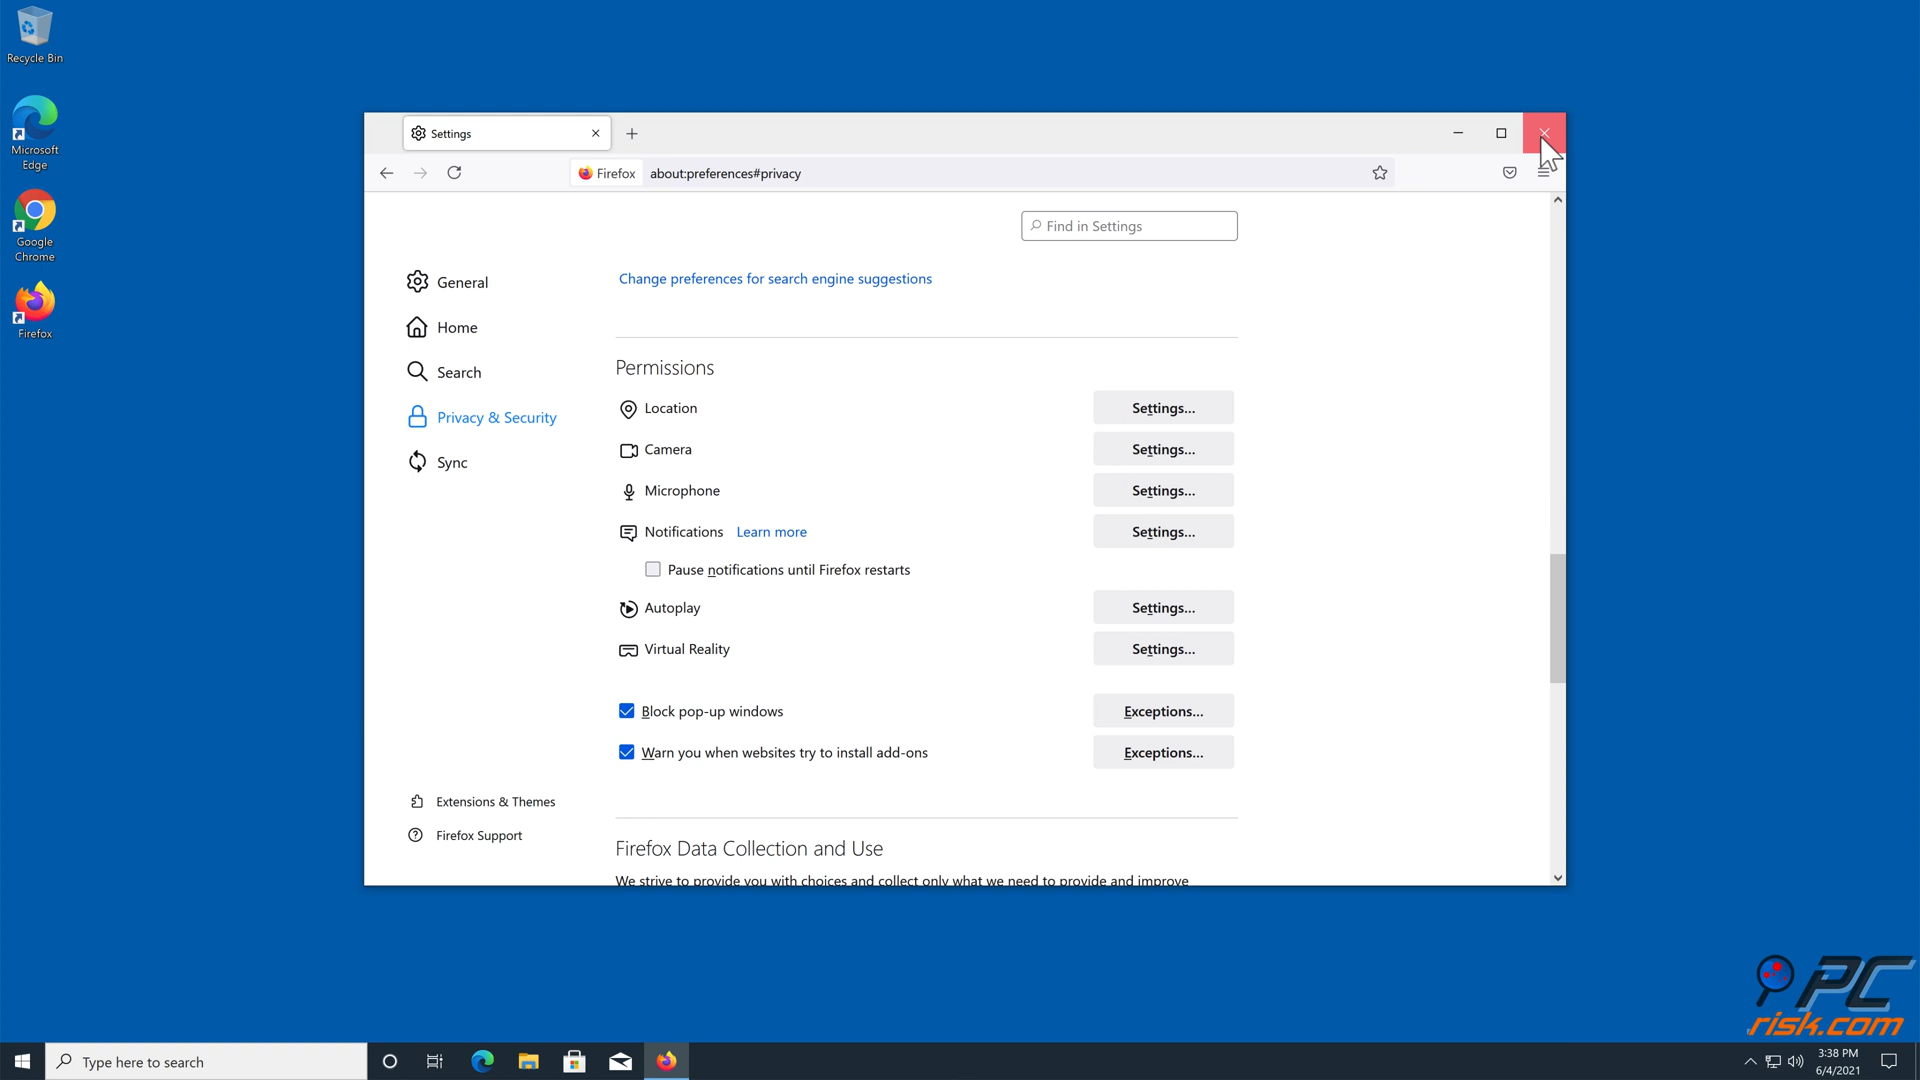 Recycle Bin
Microsoft
Edge
Google
Chrome
Firefox
Settings
Firefox
about:preferences#privacy
Find in Settings
General
Home
Search
Privacy & Security
Sync
Extensions & Themes
Firefox Support
Change preferences for search engine suggestions
Permissions
Location
Settings...
Camera
Settings...
Microphone
Settings...
Notifications Learn more
Settings...
Pause notifications until Firefox restarts
Autoplay
Settings...
Virtual Reality
Settings...
Block pop-up windows
Exceptions...
Warn you when websites try to install add-ons
Exceptions...
Firefox Data Collection and Use
We strive to provide you with choices and collect only what we need to provide and improve
PC
risk.com
Type here to search
3:38 PM
6/4/2021